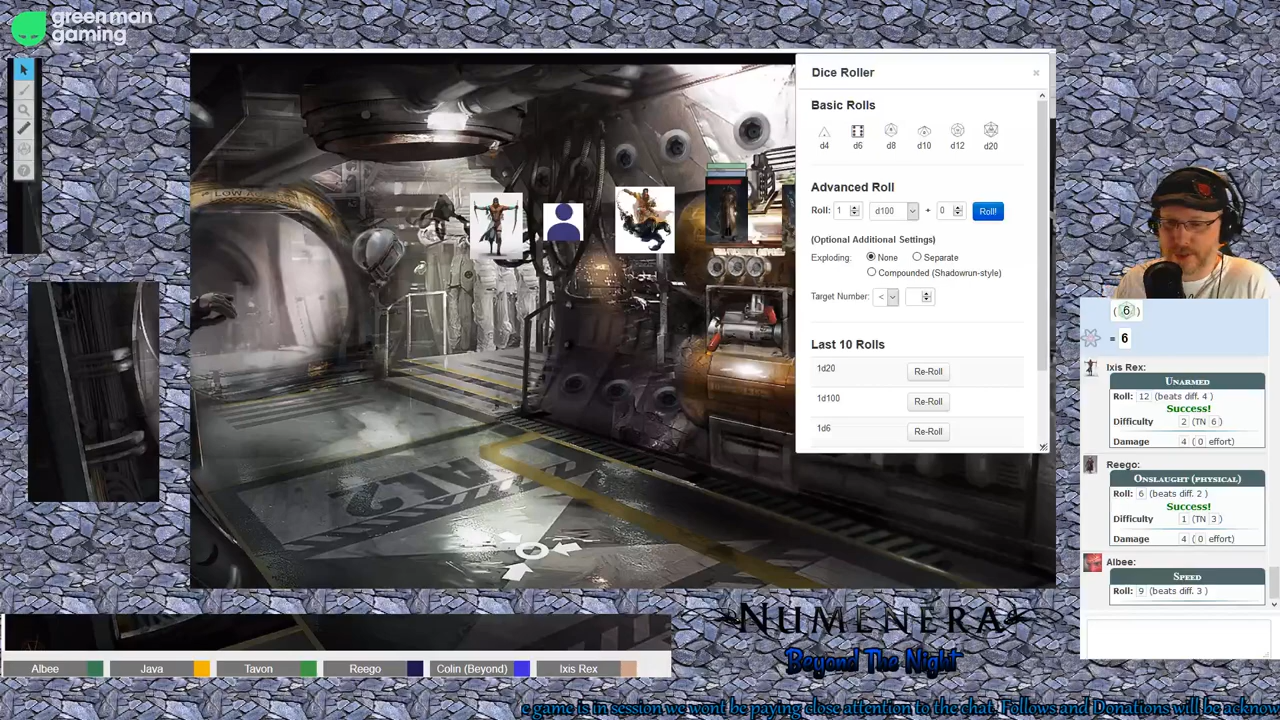 green man
gaming
Dice Roller
×
Basic Rolls
d4 d6 d8 d10 d12 d20
Advanced Roll
Roll: 1 d100 + 0 Roll!
(Optional Additional Settings)
Exploding: None Separate
Compounded (Shadowrun-style)
Target Number: <
Last 10 Rolls
1d20 Re-Roll
1d100 Re-Roll
1d6 Re-Roll
LOW
( 6 )
= 6
Ixis Rex:
UNARMED
Roll: 12 (beats diff. 4 )
Success!
Difficulty 2 (TN 6 )
Damage 4 ( 0 effort)
Reego:
ONSLAUGHT (PHYSICAL)
Roll: 6 (beats diff. 2 )
Success!
Difficulty 1 (TN 3 )
Damage 4 ( 0 effort)
Albee:
SPEED
Roll: 9 (beats diff. 3 )
NUMENERA
Beyond The Night
Albee Java Tavon Reego Colin (Beyond) Ixis Rex
e game is in session we wont be paying close attention to the chat. Follows and Donations will be acknow